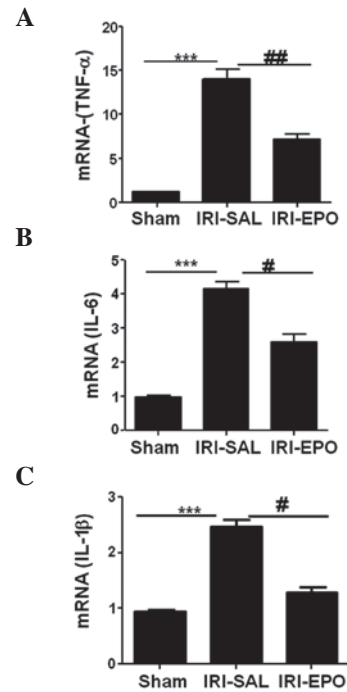 A
mRNA-(TNF-α)
20
15
10
5
0
***
##
Sham IRI-SAL IRI-EPO
B
mRNA (IL-6)
5
4
3
2
1
0
***
#
Sham IRI-SAL IRI-EPO
C
mRNA (IL-1β)
3
2
1
0
***
#
Sham IRI-SAL IRI-EPO